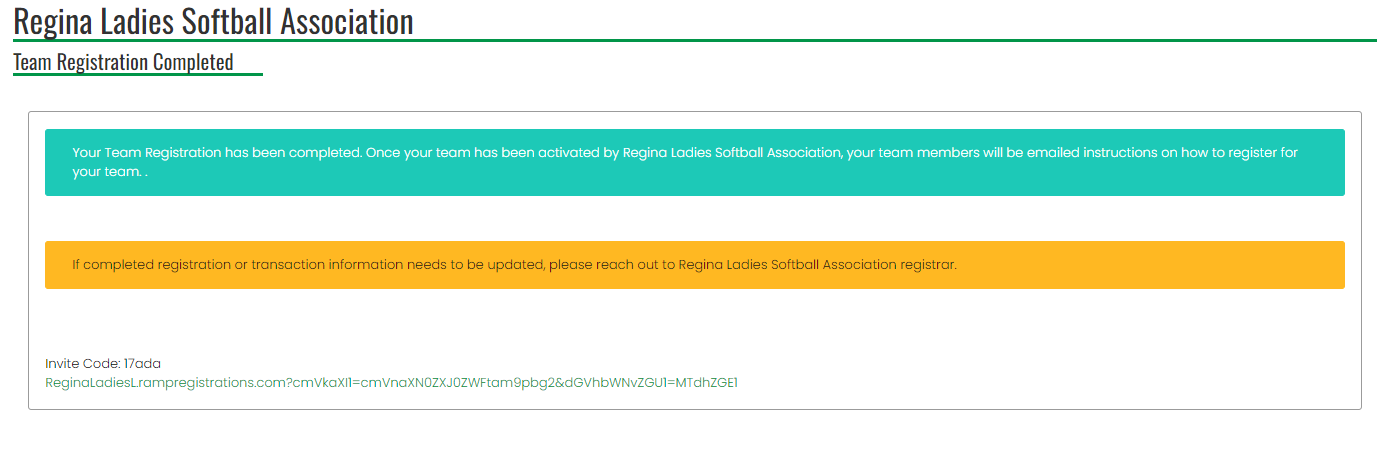 Regina Ladies Softball Association
Team Registration Completed
Your Team Registration has been completed. Once your team has been activated by Regina Ladies Softball Association, your team members will be emailed instructions on how to register for
your team. .
If completed registration or transaction information needs to be updated, please reach out to Regina Ladies Softball Association registrar.
Invite Code: 17ada
ReginaLadiesL.rampregistrations.com?cmVkaXI1=cmVnaXN0ZXJ0ZWFtam9pbg2&dGVhbWNvZGU1=MTdhZGE1